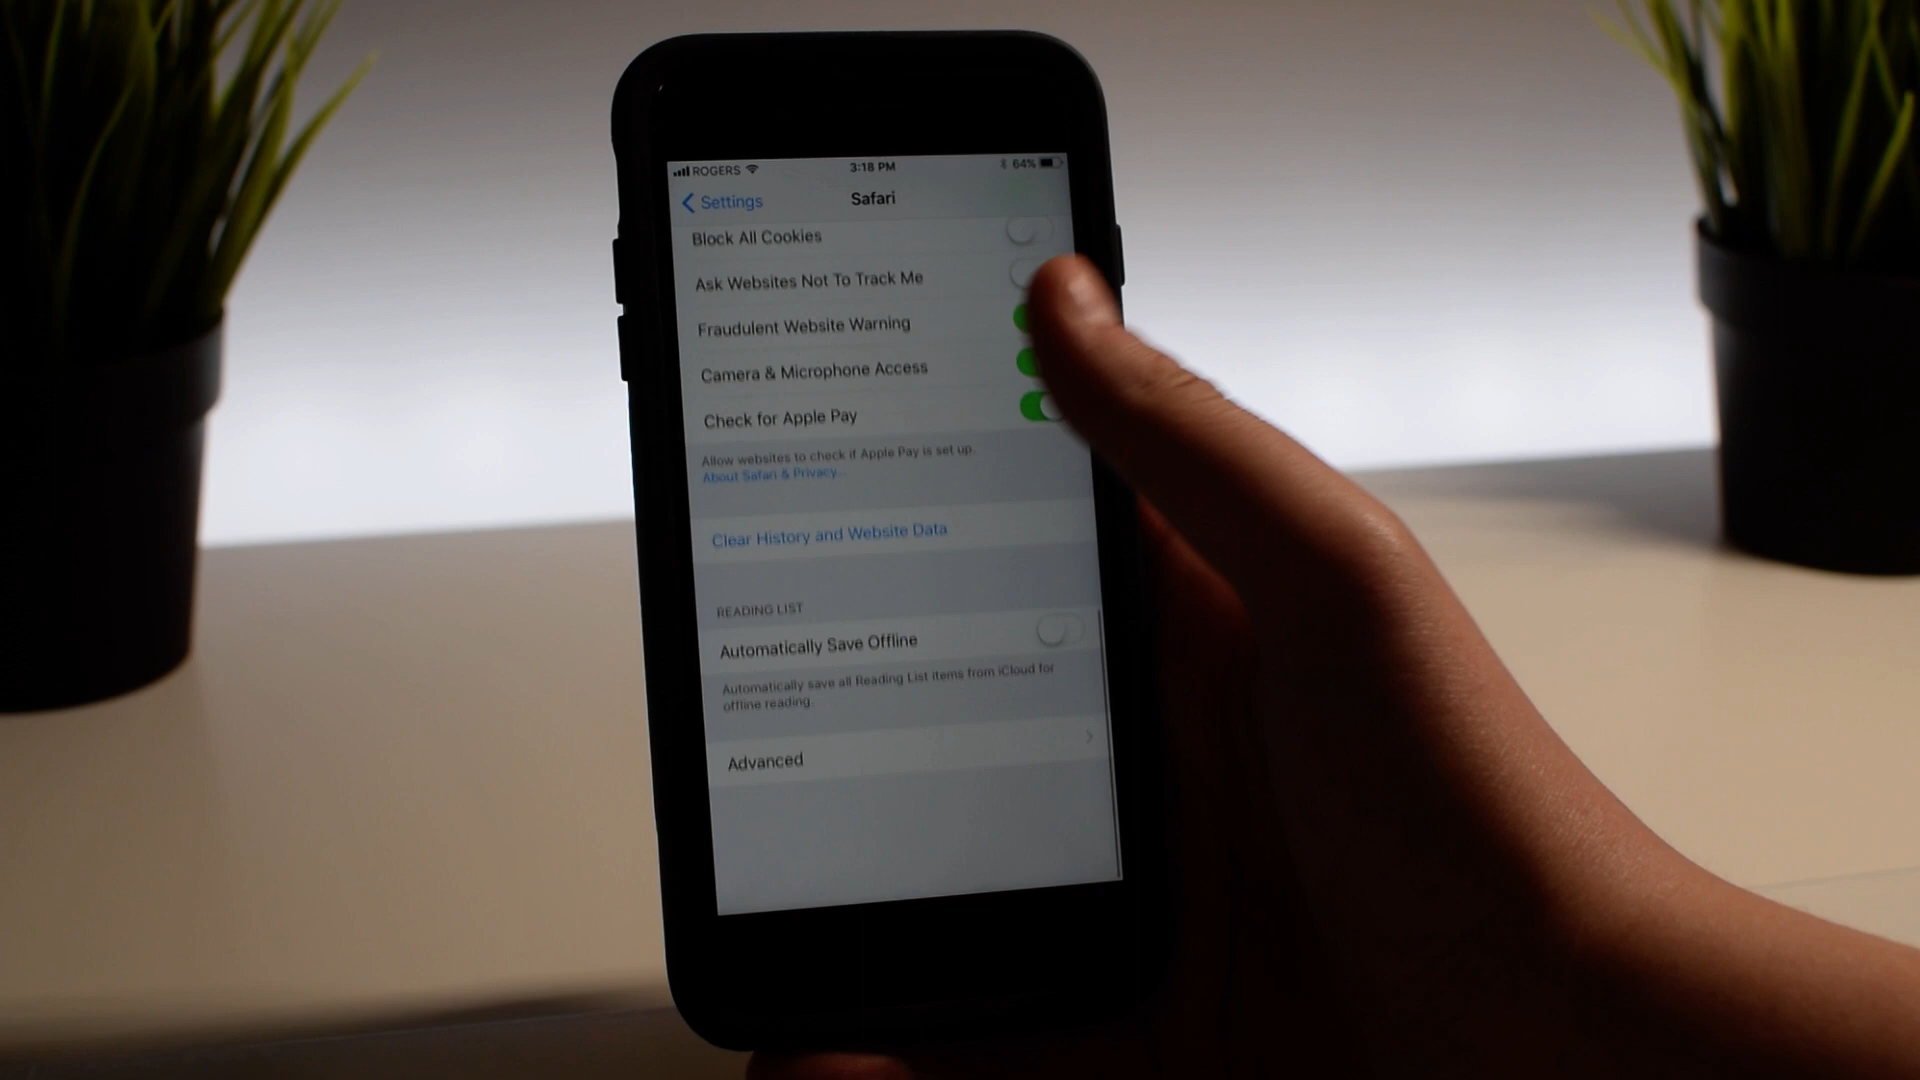 ROGERS 3:18 PM 64%
Settings Safari
Block All Cookies
Ask Websites Not To Track Me
Fraudulent Website Warning
Camera & Microphone Access
Check for Apple Pay
Allow websites to check if Apple Pay is set up.
About Safari & Privacy...
Clear History and Website Data
READING LIST
Automatically Save Offline
Automatically save all Reading List items from iCloud for
offline reading.
Advanced